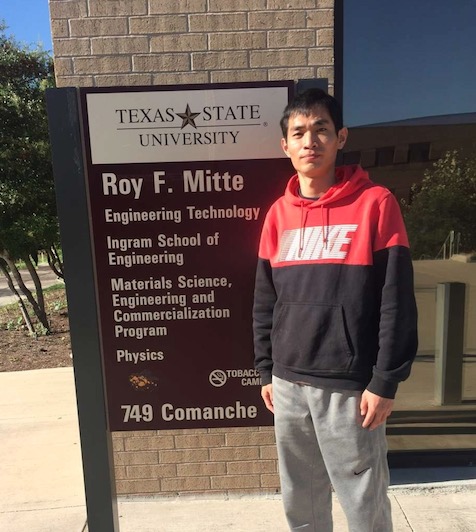 TEXAS STATE
UNIVERSITY ®
Roy F. Mitte
Engineering Technology
Ingram School of
Engineering
Materials Science,
Engineering and
Commercialization
Program
Physics
TOBACCO
749 Comanche
NIKE